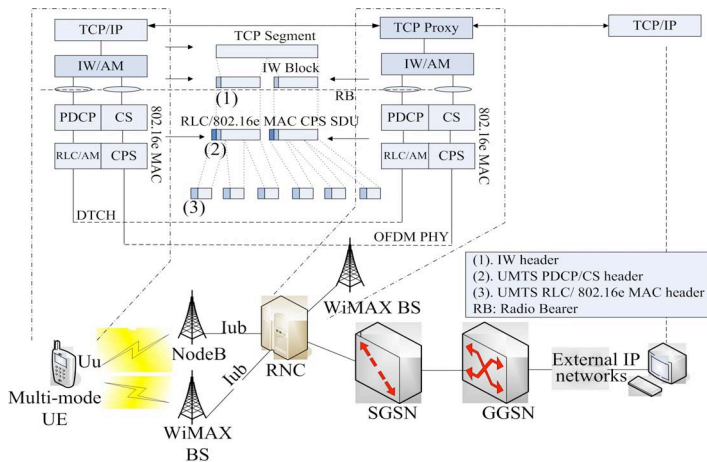 TCP/IP
TCP Segment
TCP Proxy
TCP/IP
IW/AM
IW Block
IW/AM
(1)
RB
PDCP
CS
802.16e MAC
RLC/802.16e MAC CPS SDU
PDCP
CS
802.16e MAC
(2)
RLC/AM
CPS
RLC/AM
CPS
(3)
DTCH
OFDM PHY
(1). IW header
(2). UMTS PDCP/CS header
(3). UMTS RLC/ 802.16e MAC header
RB: Radio Bearer
WiMAX BS
Uu
NodeB
Iub
RNC
Iub
Multi-mode
UE
WiMAX
BS
SGSN
GGSN
External IP
networks